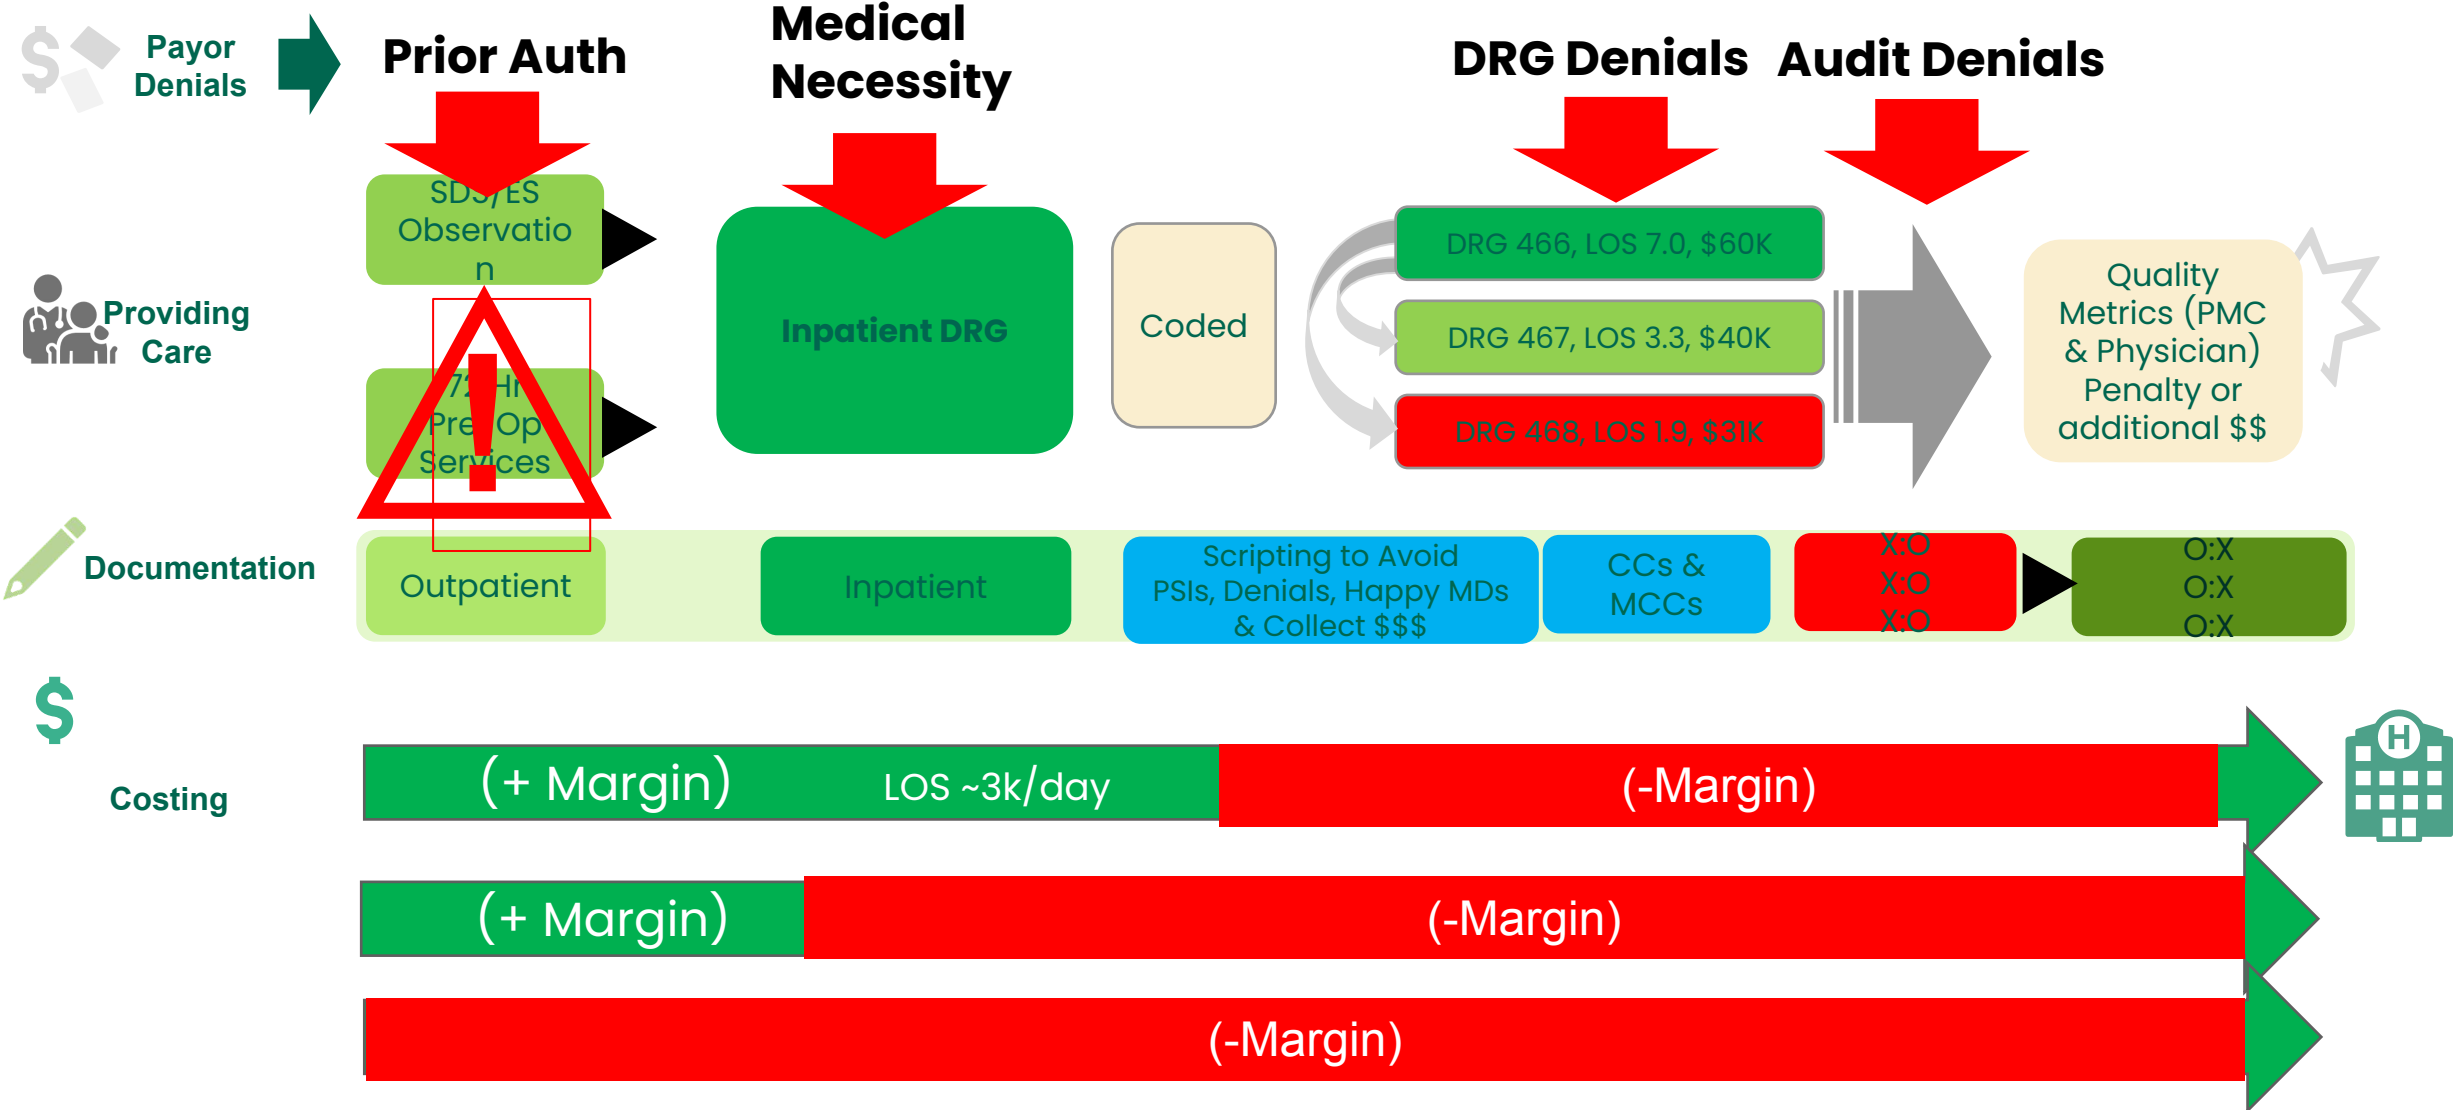 Payor
Denials
Prior Auth
Medical
Necessity
DRG Denials
Audit Denials
SDS/ES
Observatio
n
72 Hr
Pre Op
Services
Providing
Care
Inpatient DRG
Coded
DRG 466, LOS 7.0, $60K
DRG 467, LOS 3.3, $40K
DRG 468, LOS 1.9, $31K
Quality
Metrics (PMC
& Physician)
Penalty or
additional $$
Documentation
Outpatient
Inpatient
Scripting to Avoid
PSIs, Denials, Happy MDs
& Collect $$$
CCs &
MCCs
X:O
X:O
X:O
O:X
O:X
O:X
Costing
(+ Margin)
LOS ~3k/day
(-Margin)
H
(+ Margin)
(-Margin)
(-Margin)